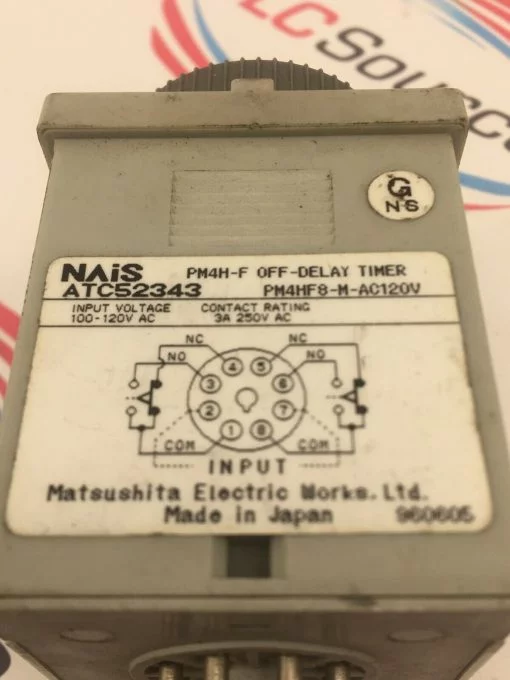 PLCSource
G
N-S
NAiS PM4H-F OFF-DELAY TIMER
ATC52343 PM4HF8-M-AC120V
INPUT VOLTAGE CONTACT RATING
100-120V AC 3A 250V AC
NC NC
NO NO
4 5
3 6
2 7
1 8
COM COM
INPUT
Matsushita Electric Works, Ltd.
Made in Japan 960605